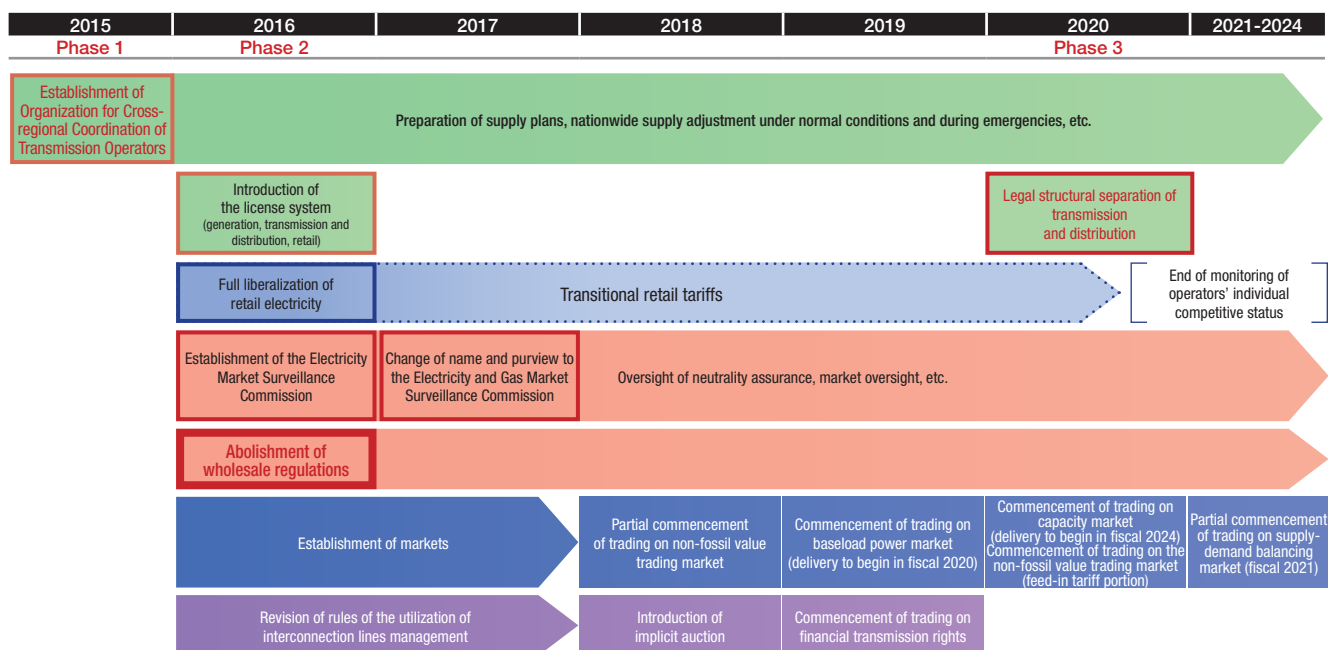 2015 2016 2017 2018 2019 2020 2021-2024
Phase 1 Phase 2 Phase 3
Establishment of
Organization for Cross-
regional Coordination of
Transmission Operators
Preparation of supply plans, nationwide supply adjustment under normal conditions and during emergencies, etc.
Introduction of
the license system
(generation, transmission and
distribution, retail)
Legal structural separation of
transmission
and distribution
Full liberalization of
retail electricity
Transitional retail tariffs
End of monitoring of
operators’ individual
competitive status
Establishment of the Electricity
Market Surveillance
Commission
Change of name and purview to
the Electricity and Gas Market
Surveillance Commission
Oversight of neutrality assurance, market oversight, etc.
Abolishment of
wholesale regulations
Establishment of markets
Partial commencement
of trading on non-fossil value
trading market
Commencement of trading on
baseload power market
(delivery to begin in fiscal 2020)
Commencement of trading on
capacity market
(delivery to begin in fiscal 2024)
Commencement of trading on the
non-fossil value trading market
(feed-in tariff portion)
Partial commencement
of trading on supply-
demand balancing
market (fiscal 2021)
Revision of rules of the utilization of
interconnection lines management
Introduction of
implicit auction
Commencement of trading on
financial transmission rights